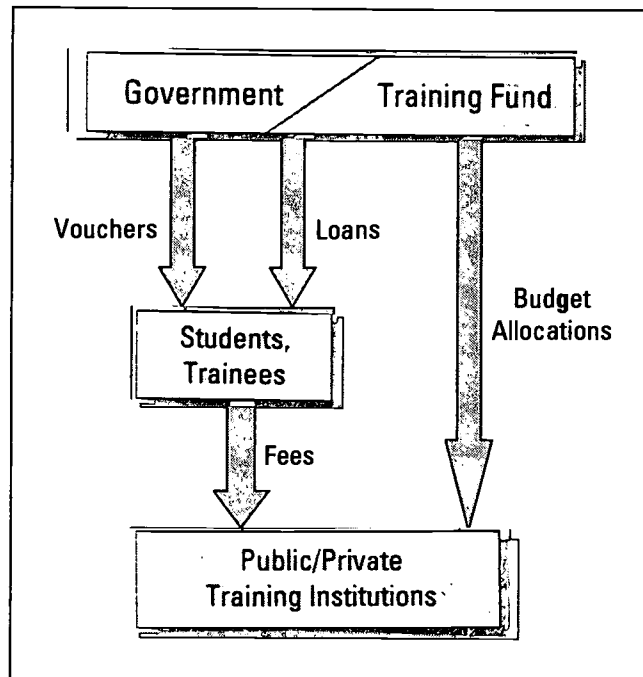 Government
Training Fund
Vouchers
Loans
Budget
Allocations
Students,
Trainees
Fees
Public/Private
Training Institutions